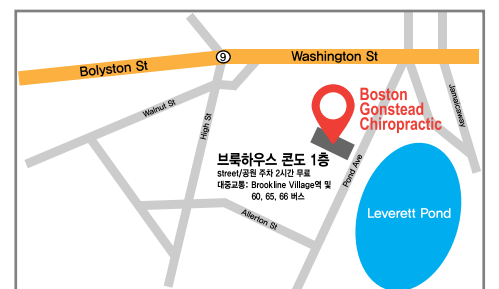 9
Washington St
Bolyston St
Boston
Gonstead
Chiropractic
Jamaicaway
Walnut St
High St
브룩하우스 콘도 1층
street/공원 주차 2시간 무료
대중교통: Brookline Village역 및
60, 65, 66 버스
Pond Ave
Allerton St
Leverett Pond